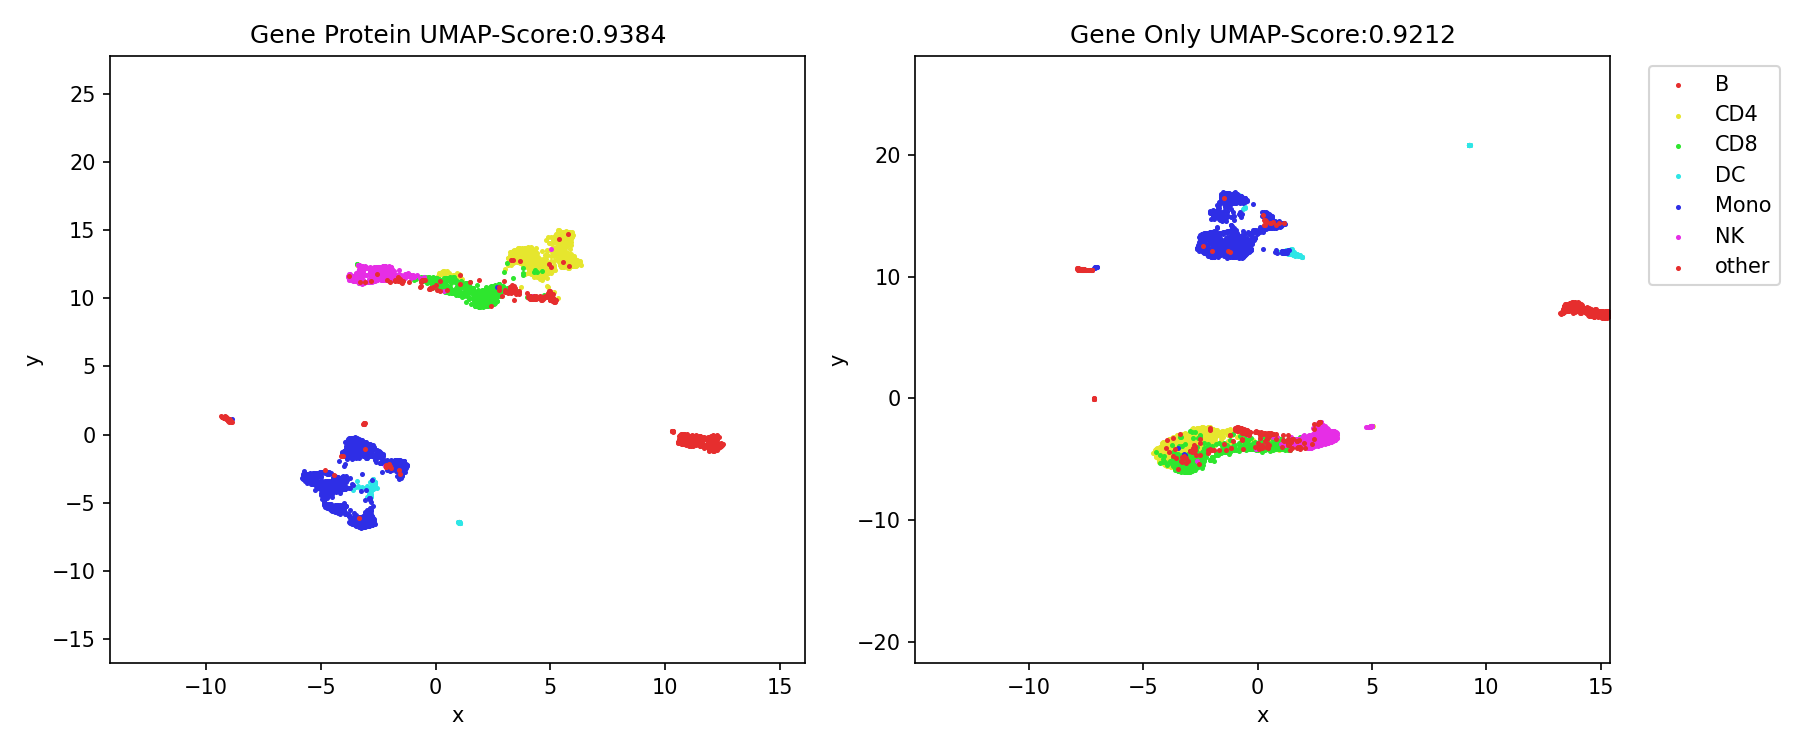 Gene Protein UMAP-Score:0.9384
25
20
15
10
5
0
−5
−10
−15
y
−10 −5 0 5 10 15
x
Gene Only UMAP-Score:0.9212
20
10
0
−10
−20
y
−10 −5 0 5 10 15
x
B
CD4
CD8
DC
Mono
NK
other